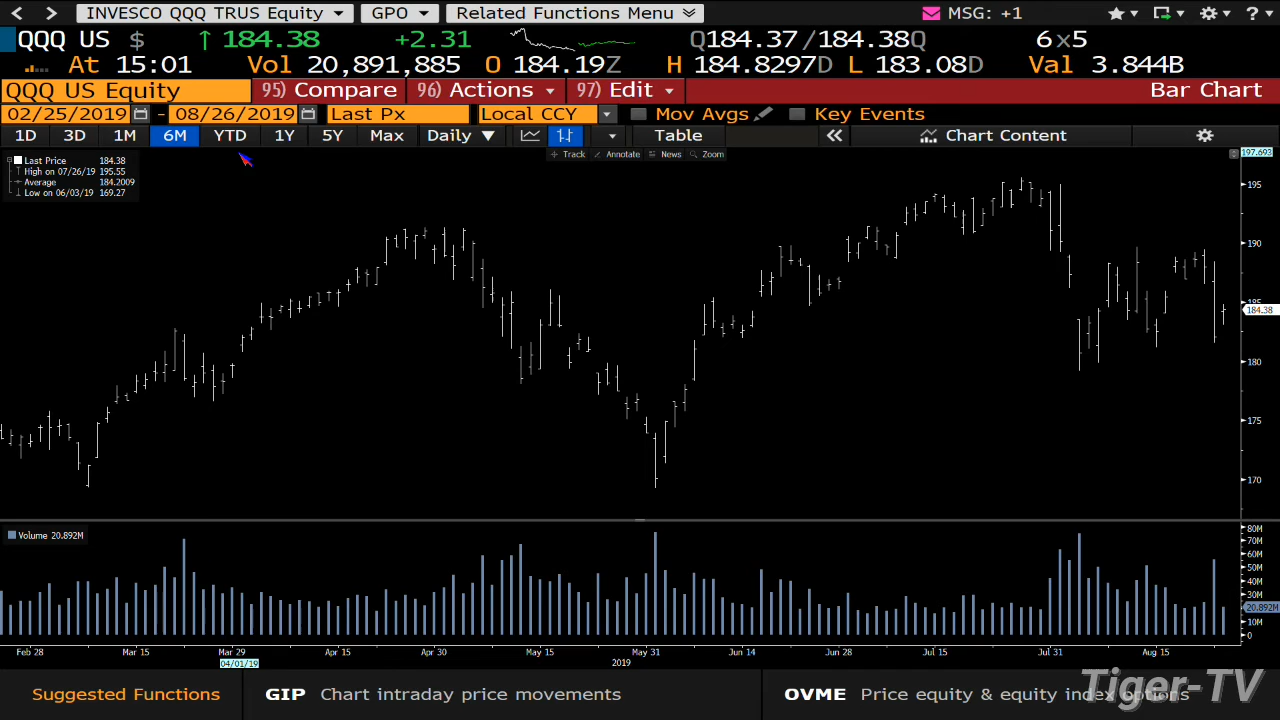 INVESCO QQQ TRUS Equity GPO Related Functions Menu MSG: +1 ?
QQQ US $ ↑ 184.38 +2.31 Q184.37/184.38Q 6x5
At 15:01 Vol 20,891,885 O 184.19Z H 184.8297D L 183.08D Val 3.844B
QQQ US Equity 95) Compare 96) Actions 97) Edit Bar Chart
02/25/2019 - 08/26/2019 Last Px Local CCY Mov Avgs Key Events
1D 3D 1M 6M YTD 1Y 5Y Max Daily ▼ Table « Chart Content
Track Annotate News Zoom
197.693
Last Price 184.38
High on 07/26/19 195.55
Average 184.2009
Low on 06/03/19 169.27
195
190
185
184.38
180
175
170
Volume 20.892M
80M
70M
60M
50M
40M
30M
20.892M
10M
0
Feb 28 Mar 15 Mar 29 Apr 15 Apr 30 May 15 May 31 Jun 14 Jun 28 Jul 15 Jul 31 Aug 15
04/01/19 2019
Suggested Functions GIP Chart intraday price movements OVME Price equity & equity index options
Tiger-TV